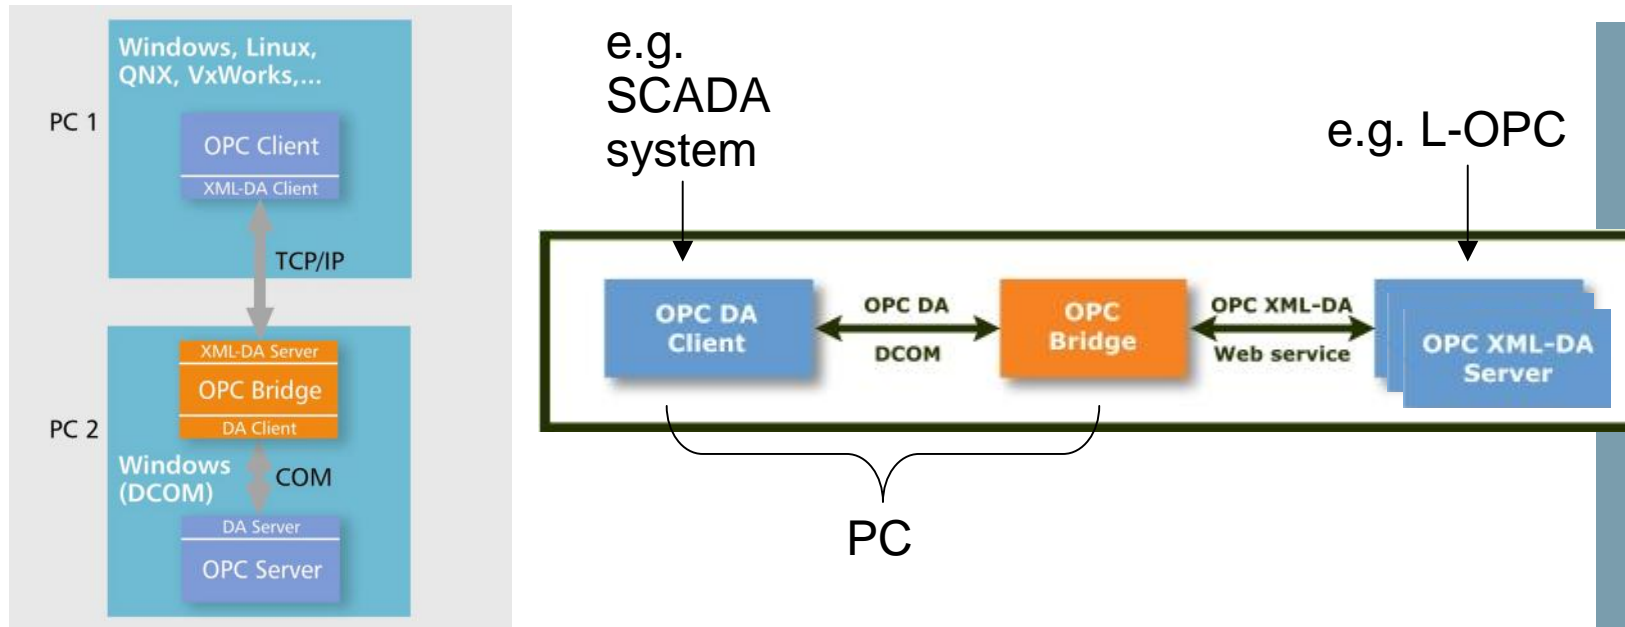 Windows, Linux,
QNX, VxWorks,...
PC 1
OPC Client
XML-DA Client
TCP/IP
XML-DA Server
OPC Bridge
DA Client
PC 2
Windows
(DCOM)
COM
DA Server
OPC Server
e.g.
SCADA
system
e.g. L-OPC
OPC DA
Client
OPC DA
DCOM
OPC
Bridge
OPC XML-DA
Web service
OPC XML-DA
Server
PC